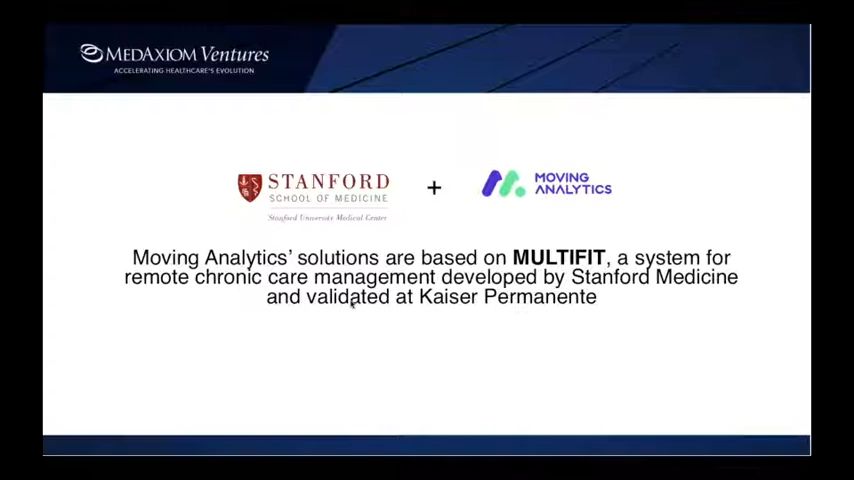 MEDAXIOM Ventures
ACCELERATING HEALTHCARE'S EVOLUTION
STANFORD
SCHOOL OF MEDICINE
Stanford University Medical Center
+
MOVING
ANALYTICS
Moving Analytics' solutions are based on MULTIFIT, a system for
remote chronic care management developed by Stanford Medicine
and validated at Kaiser Permanente